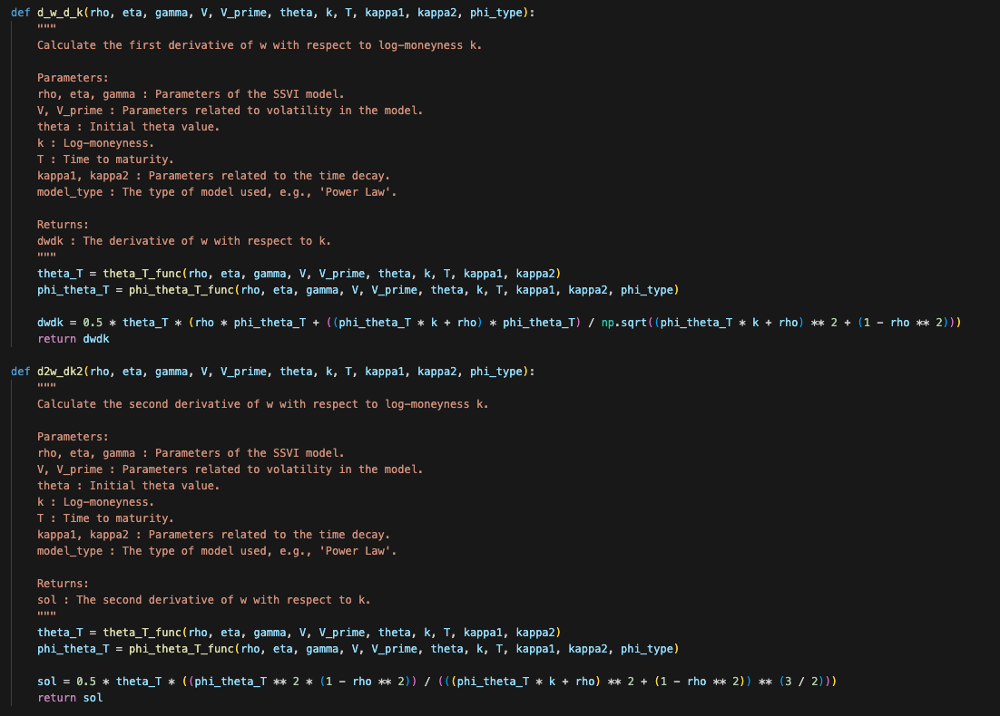 def d_w_d_k(rho, eta, gamma, V, V_prime, theta, k, T, kappa1, kappa2, phi_type):
    """
    Calculate the first derivative of w with respect to log-moneyness k.

    Parameters:
    rho, eta, gamma : Parameters of the SSVI model.
    V, V_prime : Parameters related to volatility in the model.
    theta : Initial theta value.
    k : Log-moneyness.
    T : Time to maturity.
    kappa1, kappa2 : Parameters related to the time decay.
    model_type : The type of model used, e.g., 'Power Law'.

    Returns:
    dwdk : The derivative of w with respect to k.
    """
    theta_T = theta_T_func(rho, eta, gamma, V, V_prime, theta, k, T, kappa1, kappa2)
    phi_theta_T = phi_theta_T_func(rho, eta, gamma, V, V_prime, theta, k, T, kappa1, kappa2, phi_type)

    dwdk = 0.5 * theta_T * (rho * phi_theta_T + ((phi_theta_T * k + rho) * phi_theta_T) / np.sqrt((phi_theta_T * k + rho) ** 2 + (1 - rho ** 2)))
    return dwdk

def d2w_dk2(rho, eta, gamma, V, V_prime, theta, k, T, kappa1, kappa2, phi_type):
    """
    Calculate the second derivative of w with respect to log-moneyness k.

    Parameters:
    rho, eta, gamma : Parameters of the SSVI model.
    V, V_prime : Parameters related to volatility in the model.
    theta : Initial theta value.
    k : Log-moneyness.
    T : Time to maturity.
    kappa1, kappa2 : Parameters related to the time decay.
    model_type : The type of model used, e.g., 'Power Law'.

    Returns:
    sol : The second derivative of w with respect to k.
    """
    theta_T = theta_T_func(rho, eta, gamma, V, V_prime, theta, k, T, kappa1, kappa2)
    phi_theta_T = phi_theta_T_func(rho, eta, gamma, V, V_prime, theta, k, T, kappa1, kappa2, phi_type)

    sol = 0.5 * theta_T * ((phi_theta_T ** 2 * (1 - rho ** 2)) / (((phi_theta_T * k + rho) ** 2 + (1 - rho ** 2)) ** (3 / 2)))
    return sol